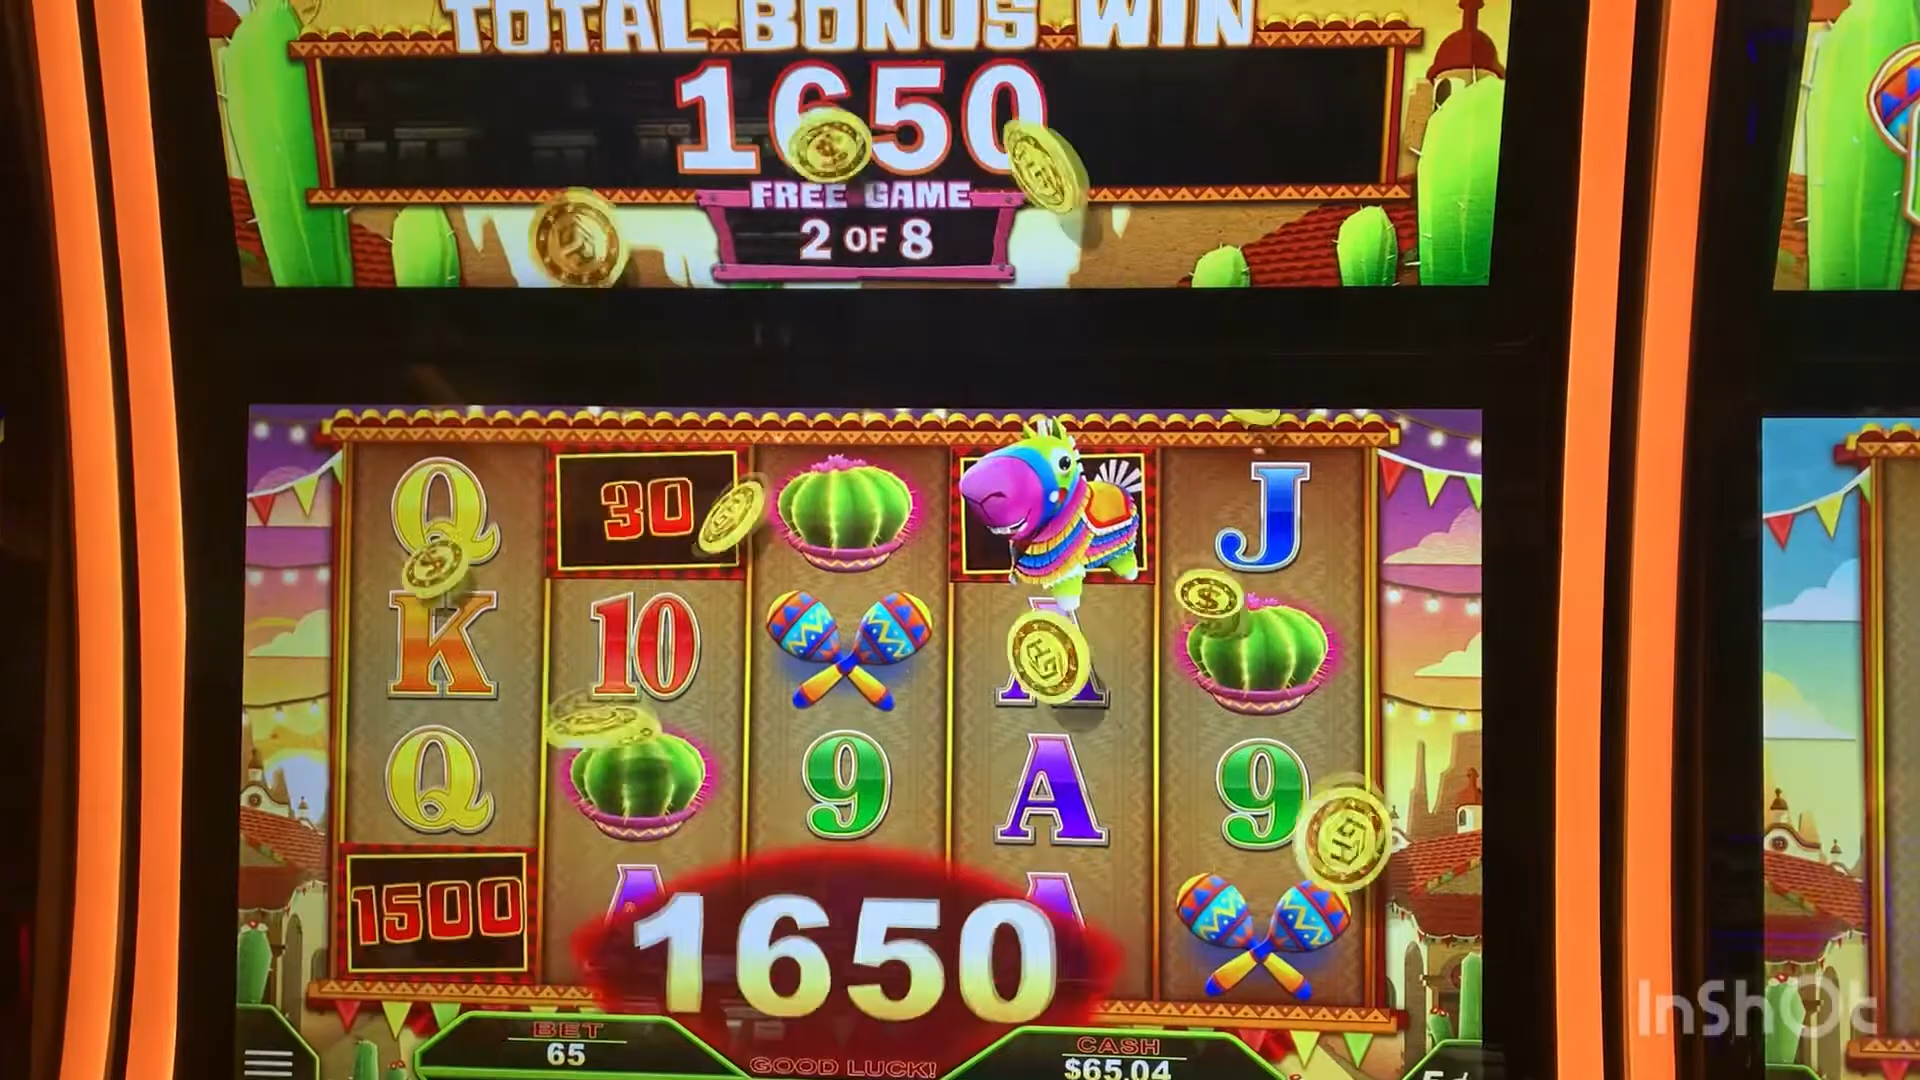 TOTAL BONUS WIN
1650
FREE GAME
2 OF 8
Q
30
J
K
10
A
Q
9
A
9
1500
A
1650
A
BET
65
GOOD LUCK!
CASH
$65.04
InShOt